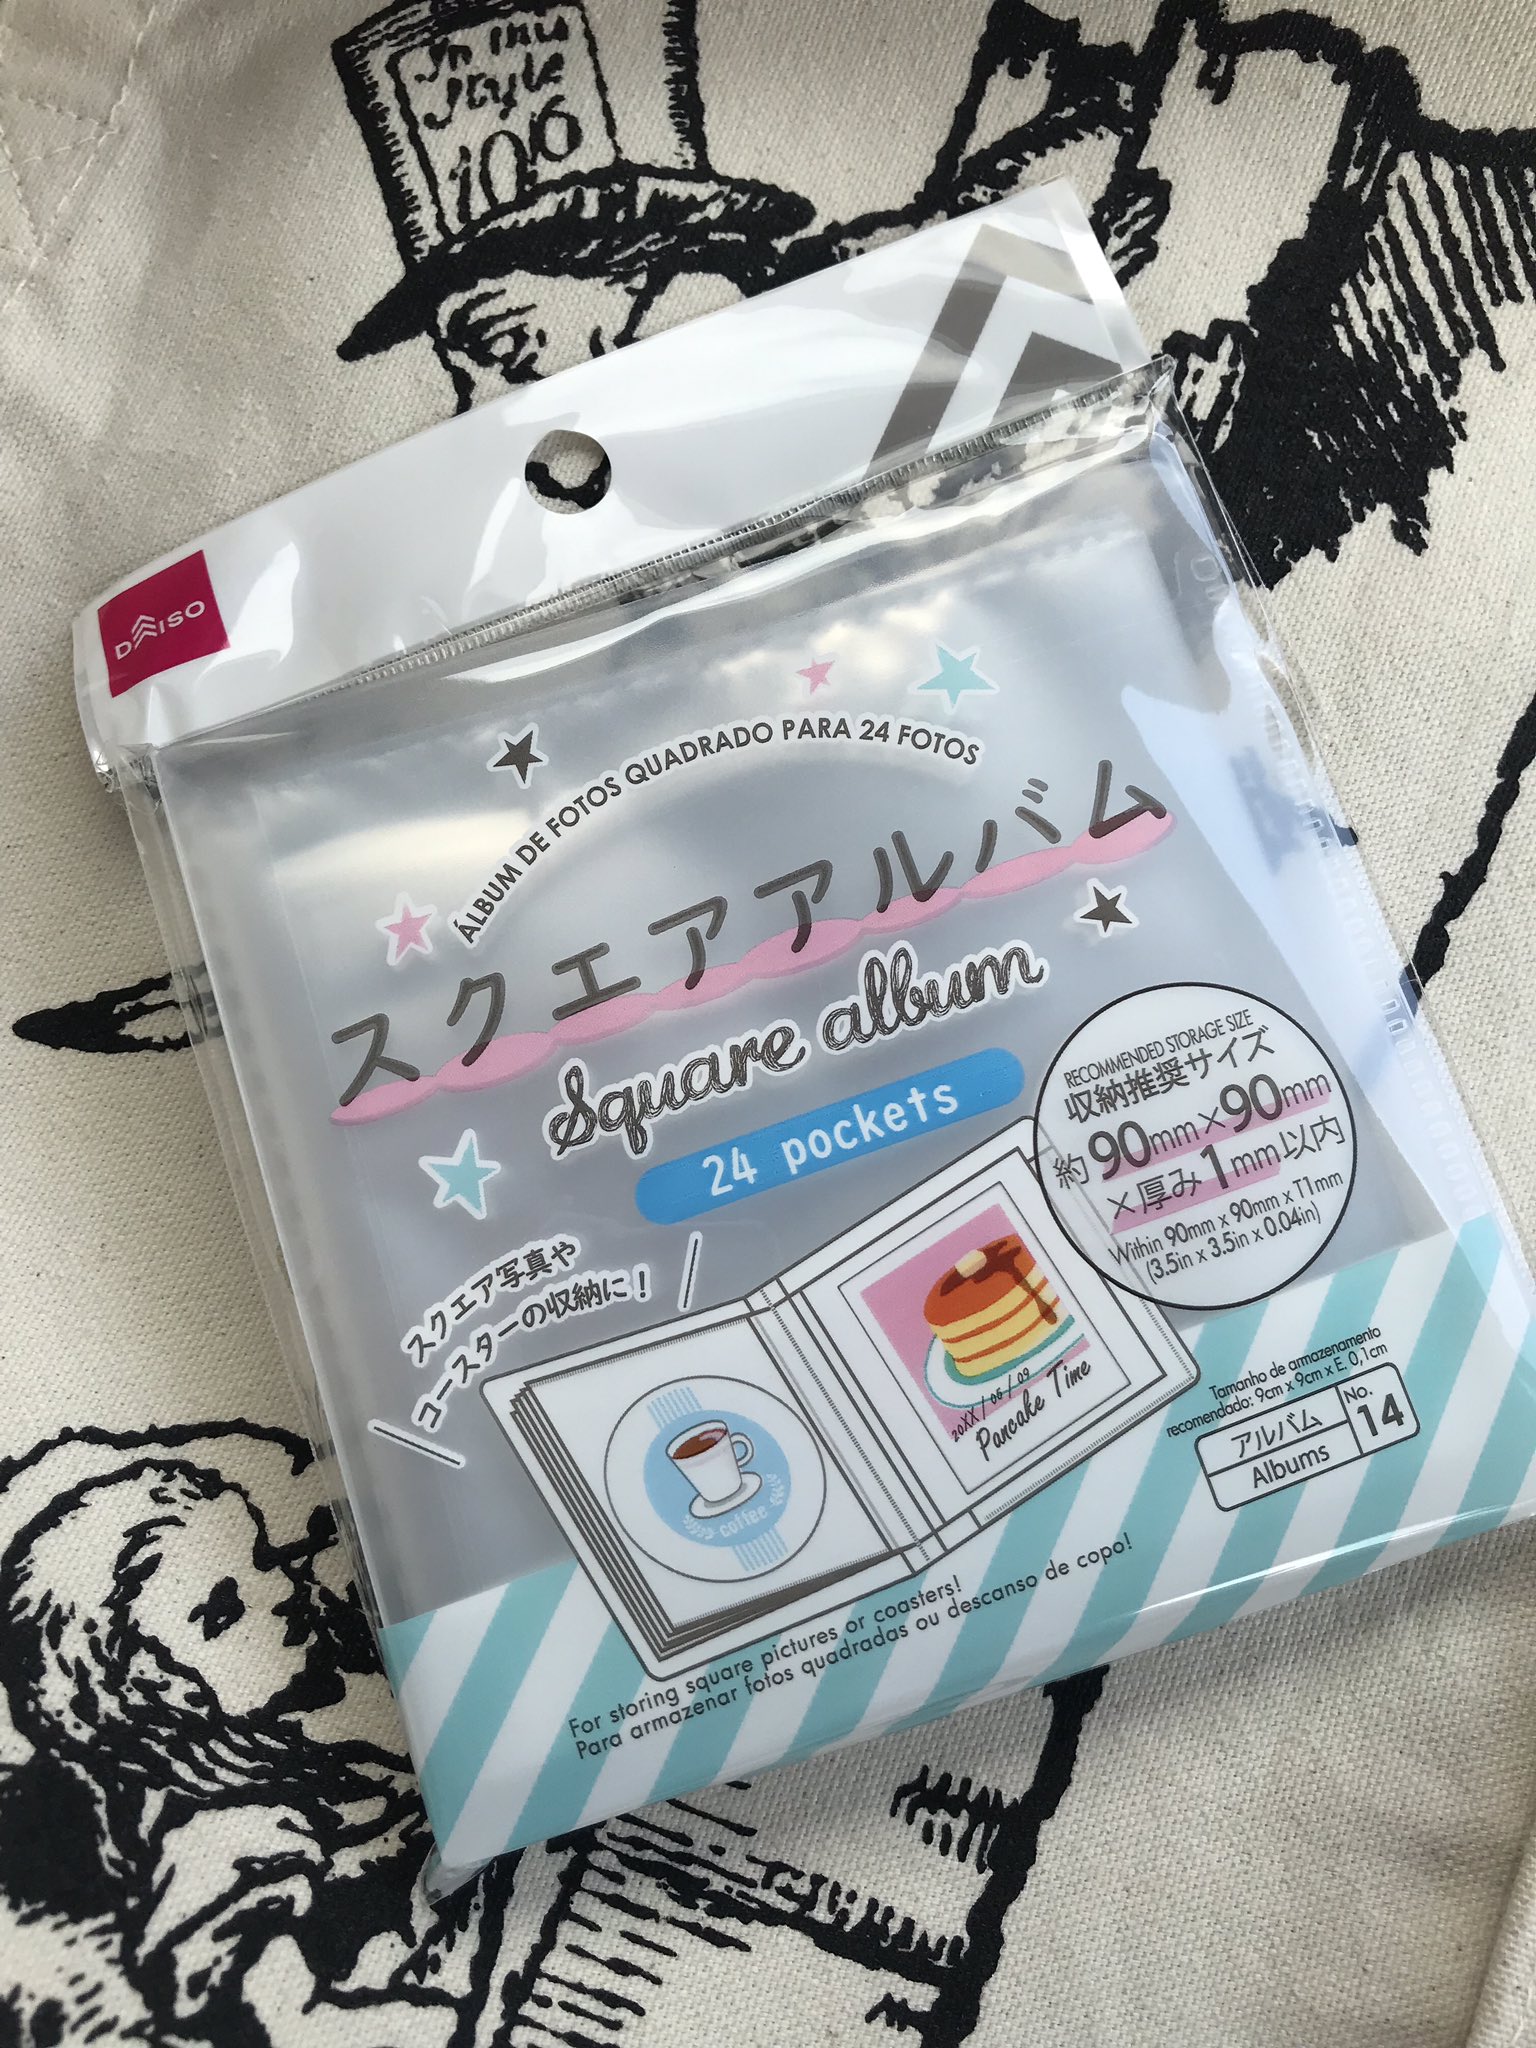 In this
Style
10/6
DAISO
ÁLBUM DE FOTOS QUADRADO PARA 24 FOTOS
スクエアアルバム
Square album
24 pockets
RECOMMENDED STORAGE SIZE
収納推奨サイズ
約90mm×90mm
×厚み1mm以内
Within 90mm x 90mm x T1mm
(3.5in x 3.5in x 0.04in)
スクエア写真や
コースターの収納に!
coffee
20XX/06/09
Pancake Time
Tamanho de armazenamento
recomendado: 9cm x 9cm x E. 0,1cm
アルバム
Albums
No.
14
For storing square pictures or coasters!
Para armazenar fotos quadradas ou descanso de copo!